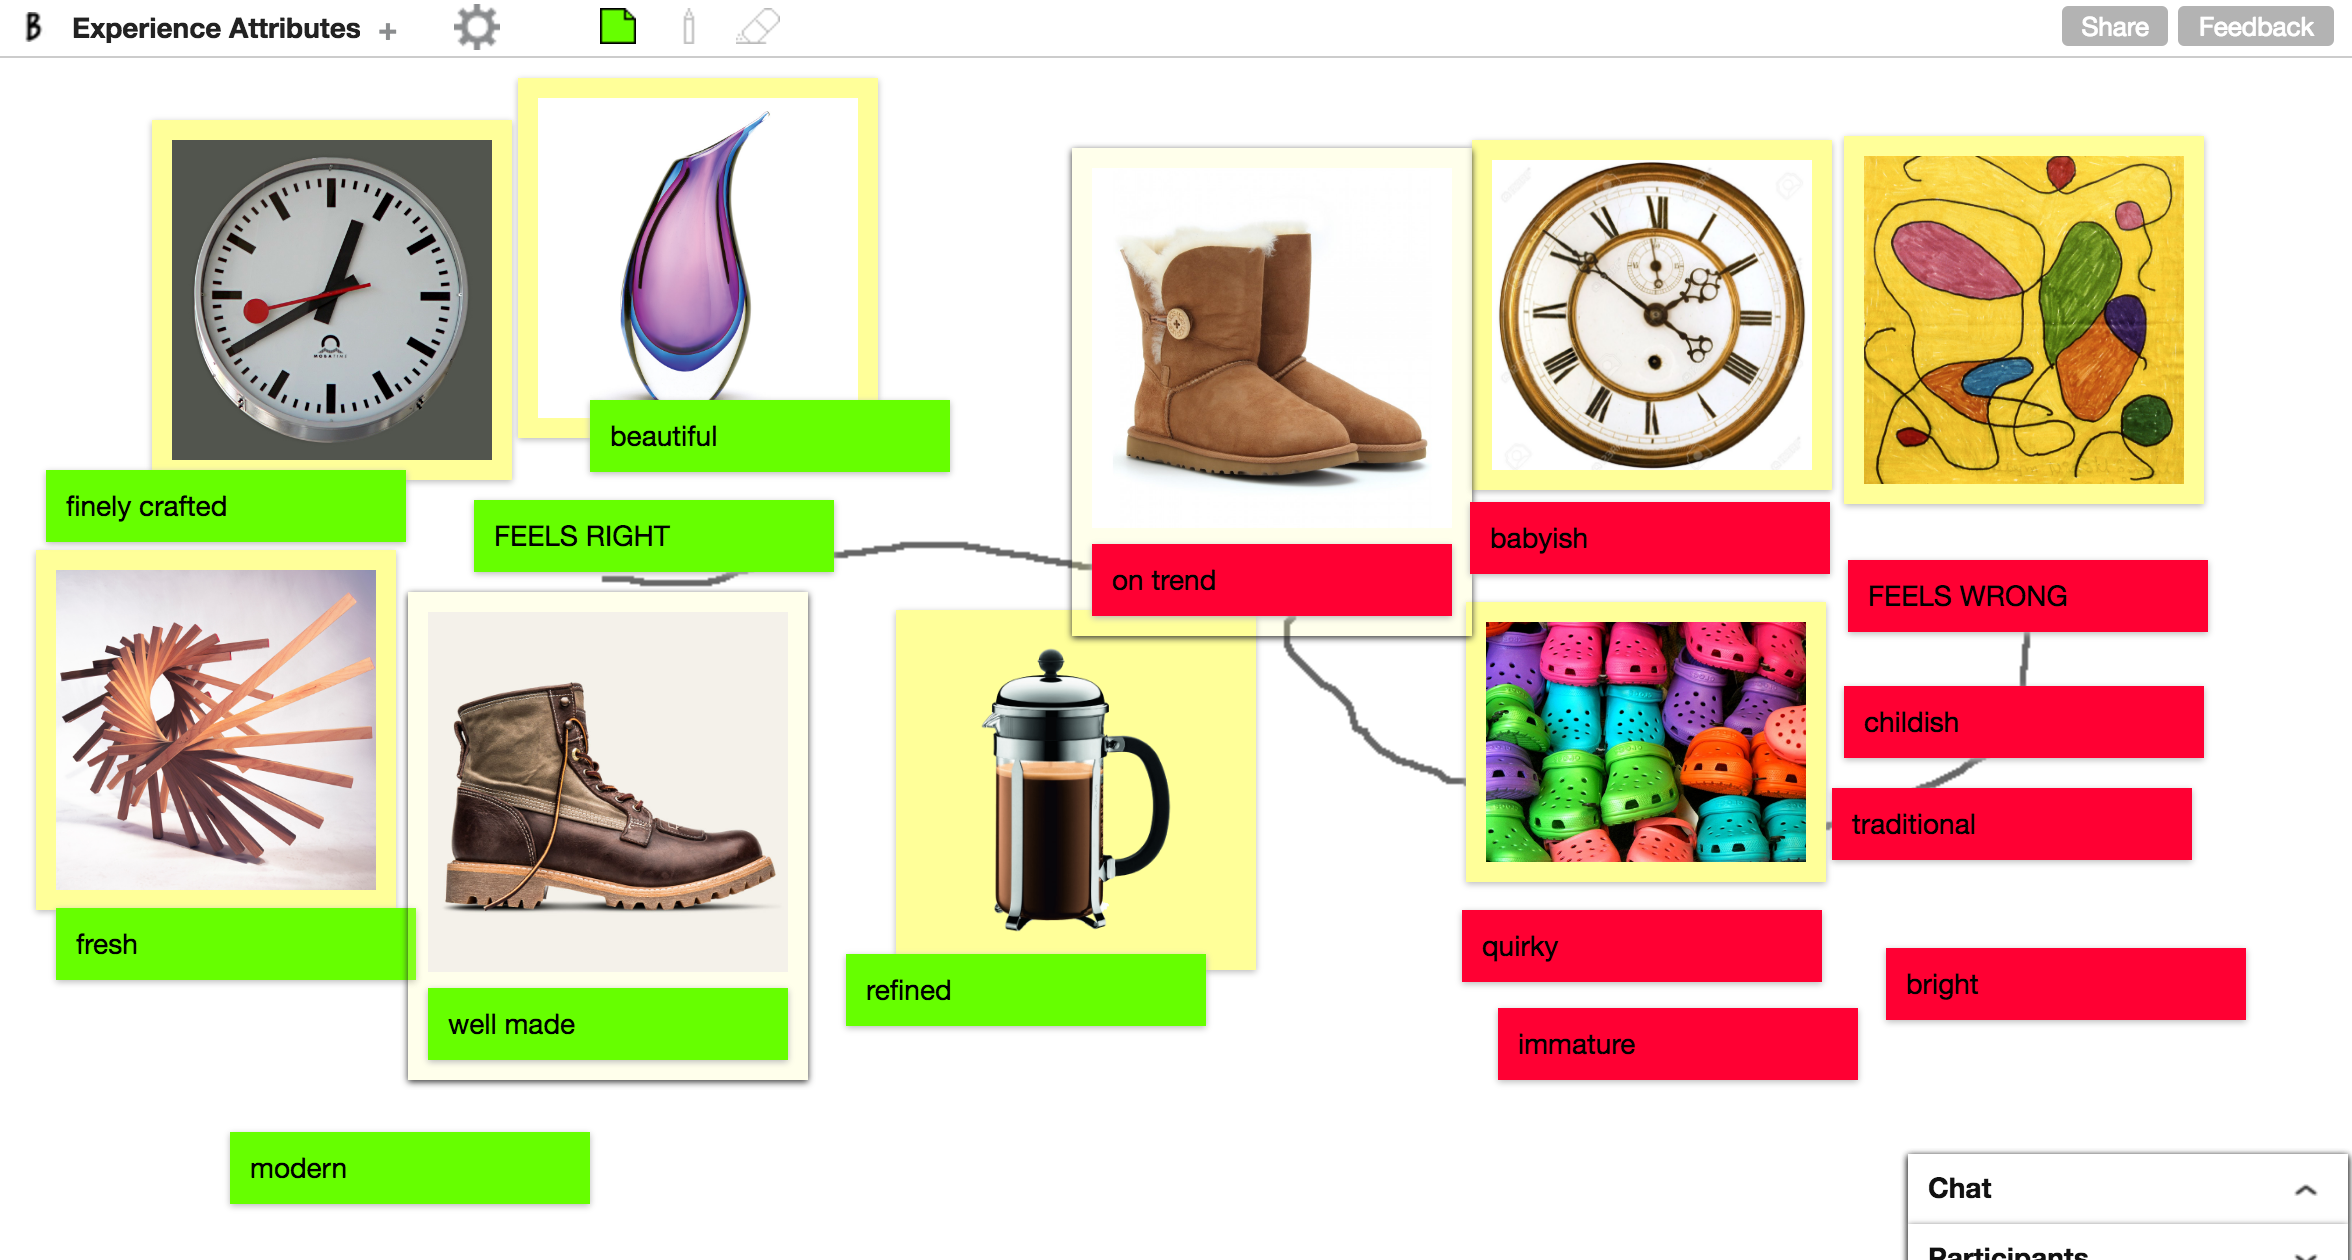 Experience Attributes +
Share
Feedback
MOBATIME
beautiful
finely crafted
FEELS RIGHT
on trend
babyish
FEELS WRONG
childish
traditional
fresh
well made
refined
quirky
bright
immature
modern
Chat
Participants